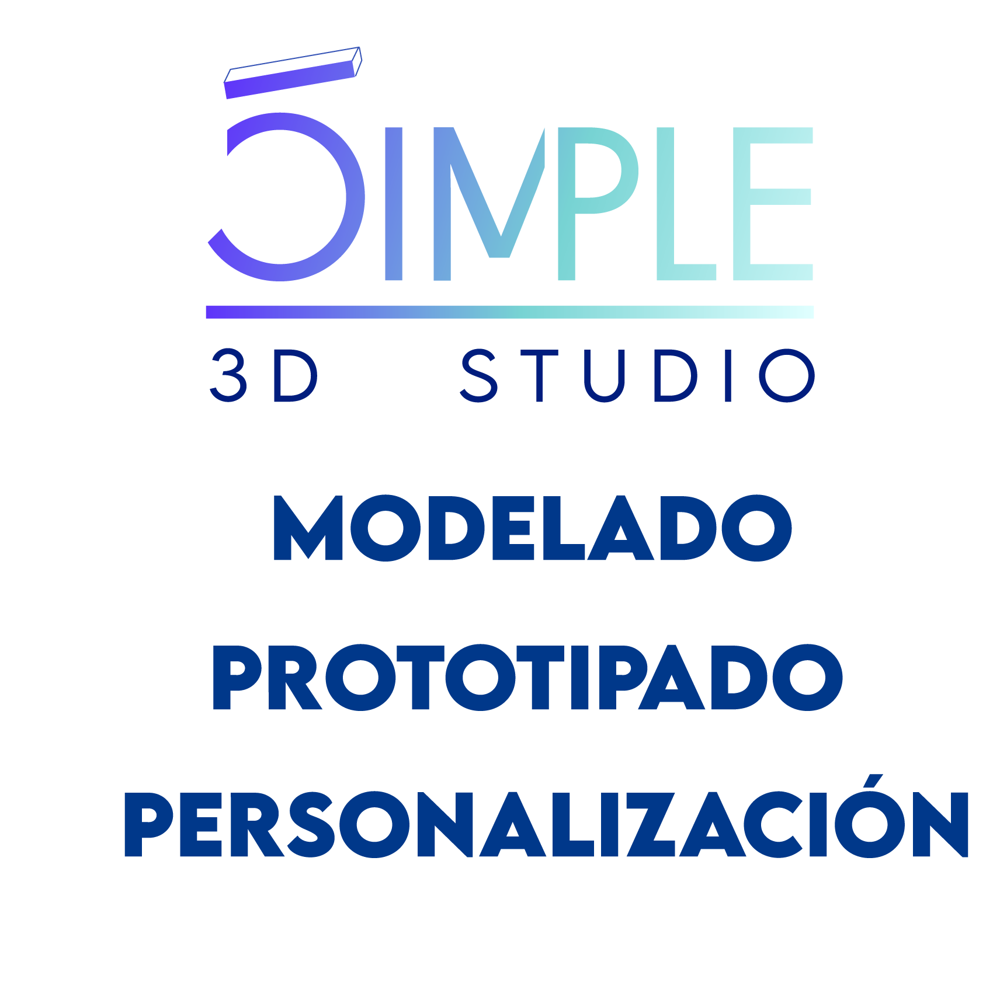 SIMPLE
3D STUDIO
MODELADO
PROTOTIPADO
PERSONALIZACIÓN